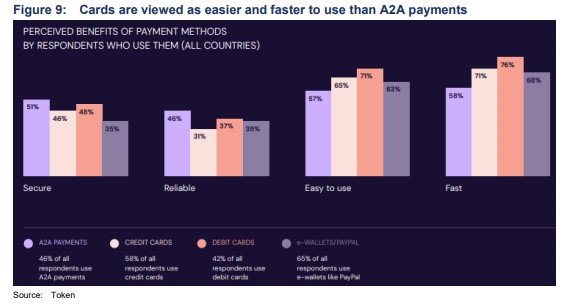 Figure 9: Cards are viewed as easier and faster to use than A2A payments
PERCEIVED BENEFITS OF PAYMENT METHODS
BY RESPONDENTS WHO USE THEM (ALL COUNTRIES)
51%
46%
48%
35%
Secure
46%
31%
37%
35%
Reliable
57%
65%
71%
63%
Easy to use
58%
71%
76%
68%
Fast
A2A PAYMENTS
46% of all
respondents use
A2A payments
CREDIT CARDS
58% of all
respondents use
credit cards
DEBIT CARDS
42% of all
respondents use
debit cards
e-WALLETS/PAYPAL
65% of all
respondents use
e-wallets like PayPal
Source: Token